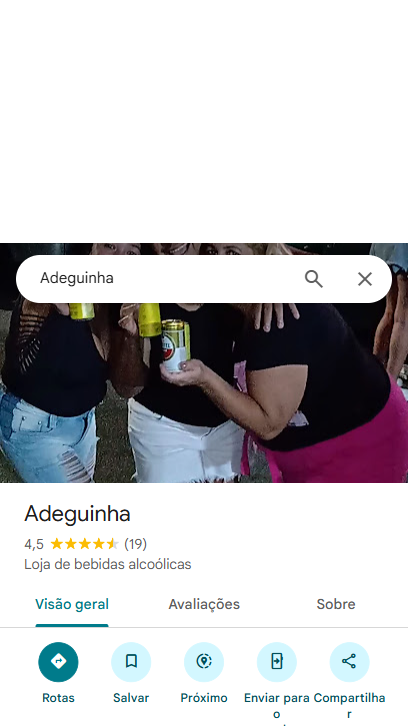 Adeguinha
Adeguinha
4,5 (19)
Loja de bebidas alcoólicas
Visão geral Avaliações Sobre
Rotas Salvar Próximo Enviar para o Compartilhar